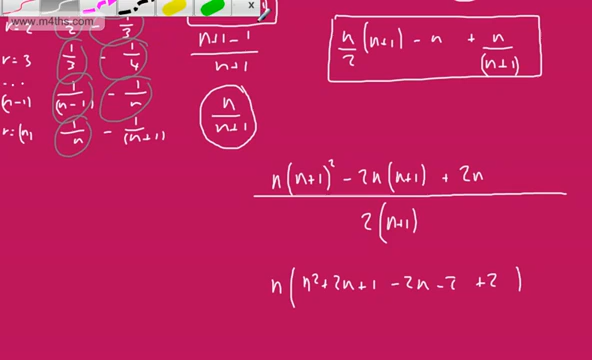 www.m4ths.com
r=2 1/2 - 1/3
r=3 1/3 - 1/4
...
(n-1) 1/(n-1) - 1/n
r=(n) 1/n - 1/(n+1)
n+1-1/n+1
n/n+1
n/2 (n+1) - n + n/(n+1)
n(n+1)² - 2n(n+1) + 2n
2(n+1)
n(n²+2n+1 -2n-2 +2)